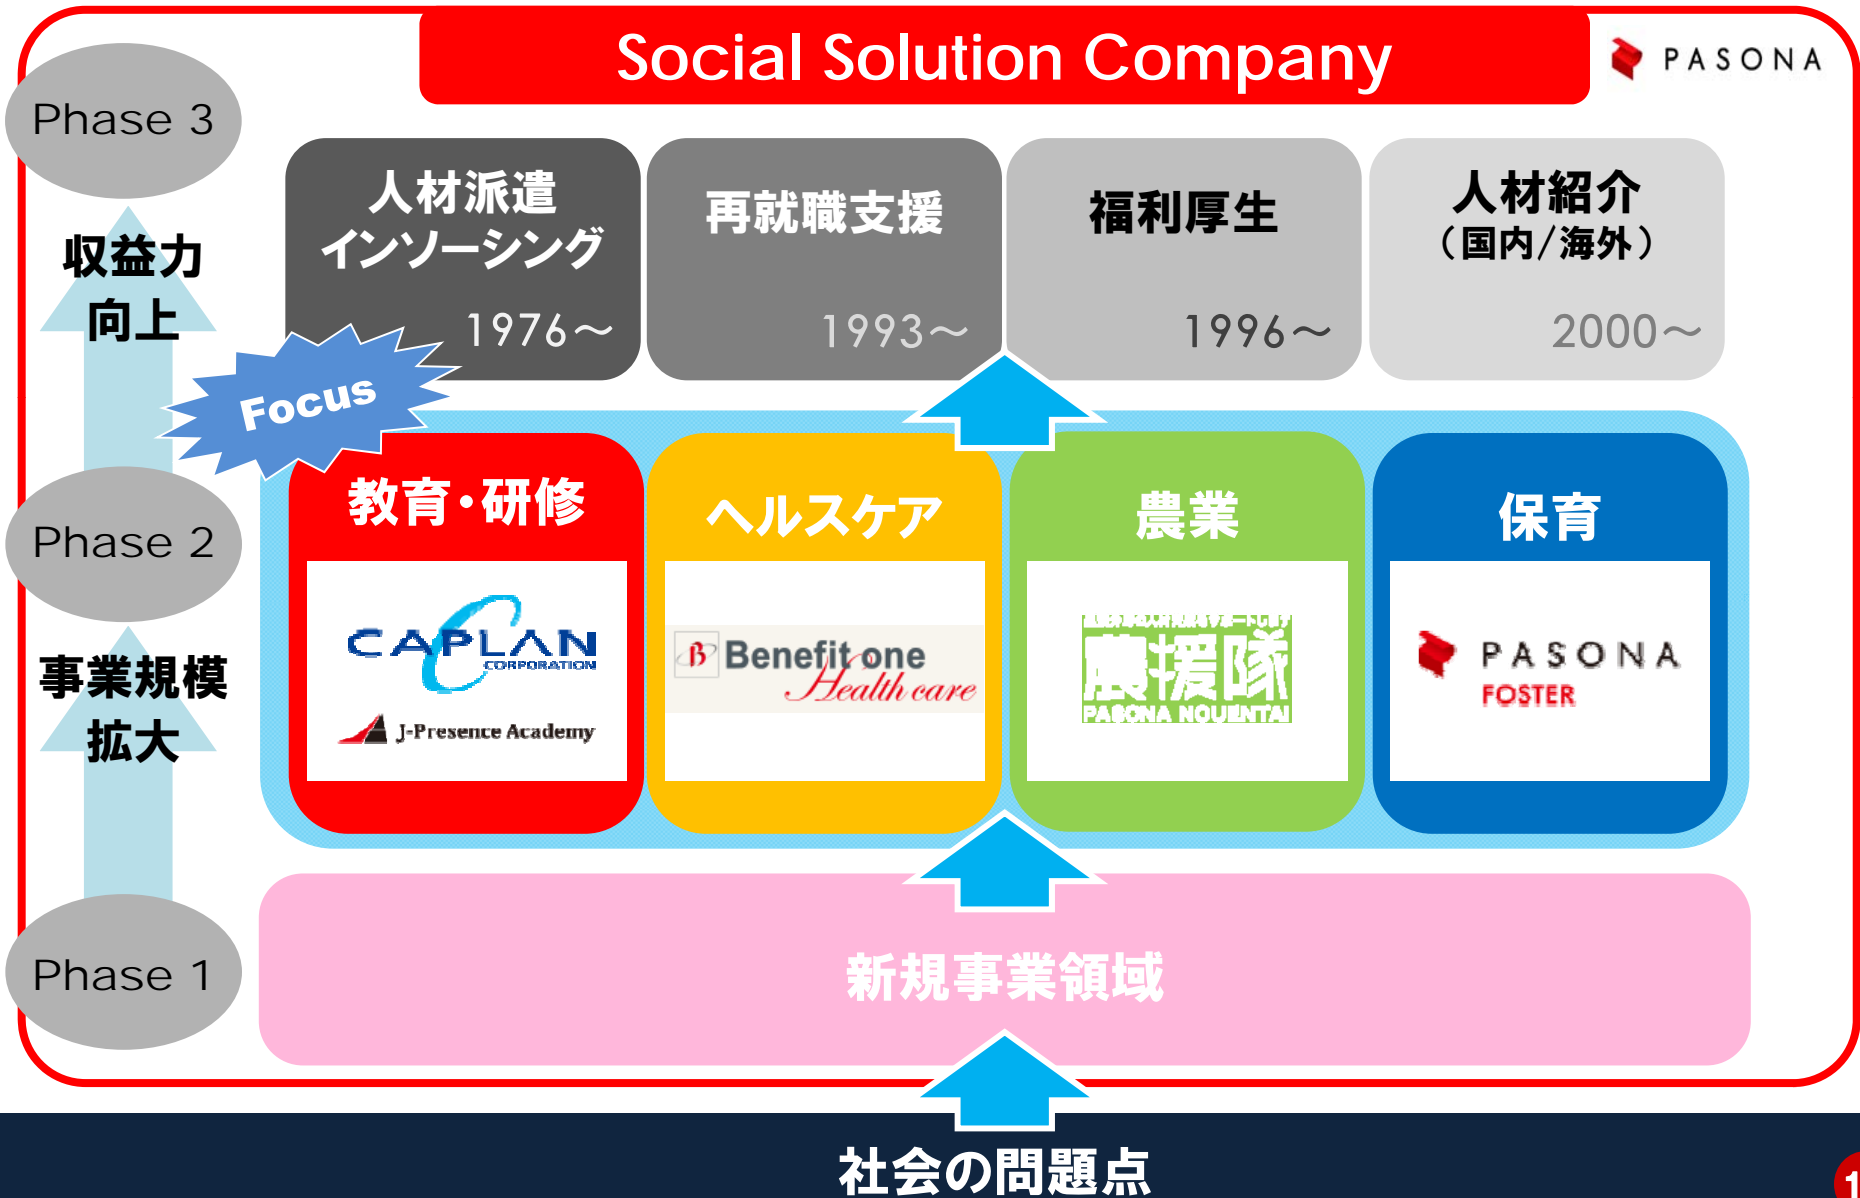 Social Solution Company
PASONA
Phase 3
人材派遣
インソーシング
1976～
再就職支援
1993～
福利厚生
1996～
人材紹介
（国内/海外）
2000～
収益力
向上
Focus
Phase 2
教育・研修
CAPLAN
CORPORATION
J-Presence Academy
ヘルスケア
Benefit one
Health care
農業
農援隊
PASONA NOUENTAI
保育
PASONA
FOSTER
事業規模
拡大
Phase 1
新規事業領域
社会の問題点